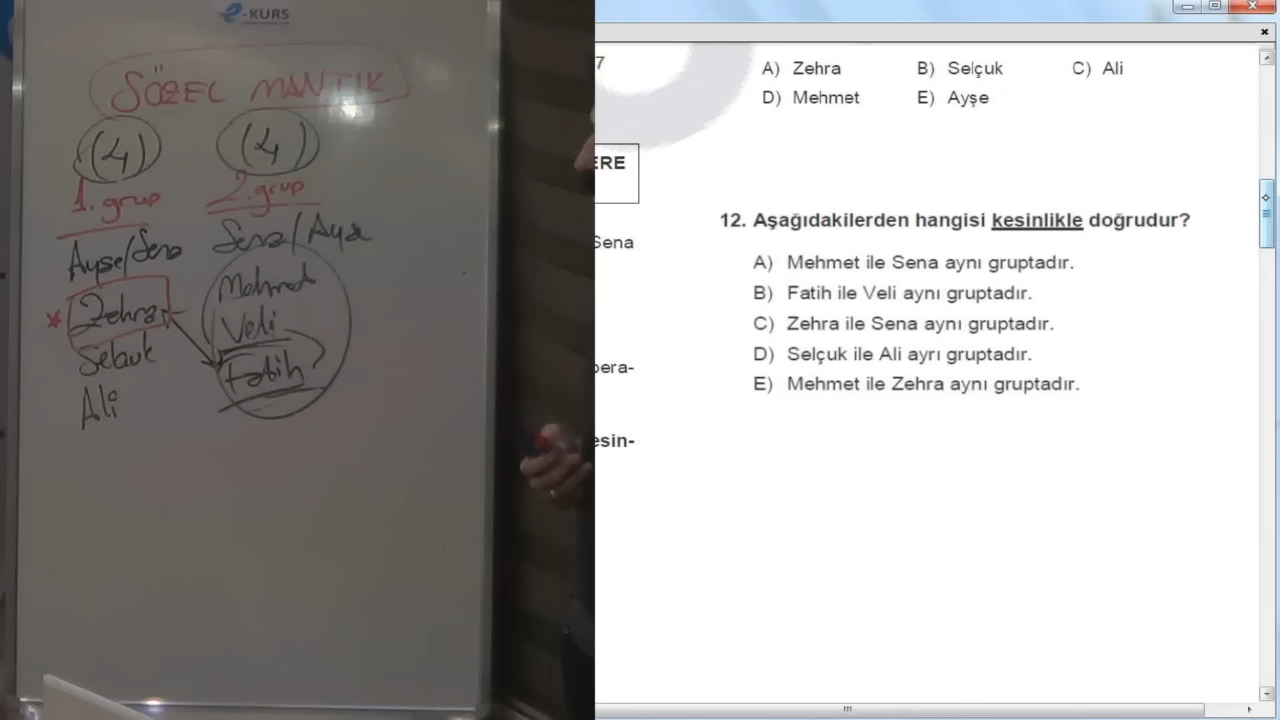 e-KURS
SÖZEL MANTIK
(4) (4)
1. grup 2. grup
Ayşe/Sena Sena/Ayşe
* Zehra Mehmet
Selçuk Veli
Ali Fatih
7
A) Zehra B) Selçuk C) Ali
D) Mehmet E) Ayşe
ERE
Sena
pera-
esin-
12. Aşağıdakilerden hangisi kesinlikle doğrudur?
A) Mehmet ile Sena aynı gruptadır.
B) Fatih ile Veli aynı gruptadır.
C) Zehra ile Sena aynı gruptadır.
D) Selçuk ile Ali ayrı gruptadır.
E) Mehmet ile Zehra aynı gruptadır.